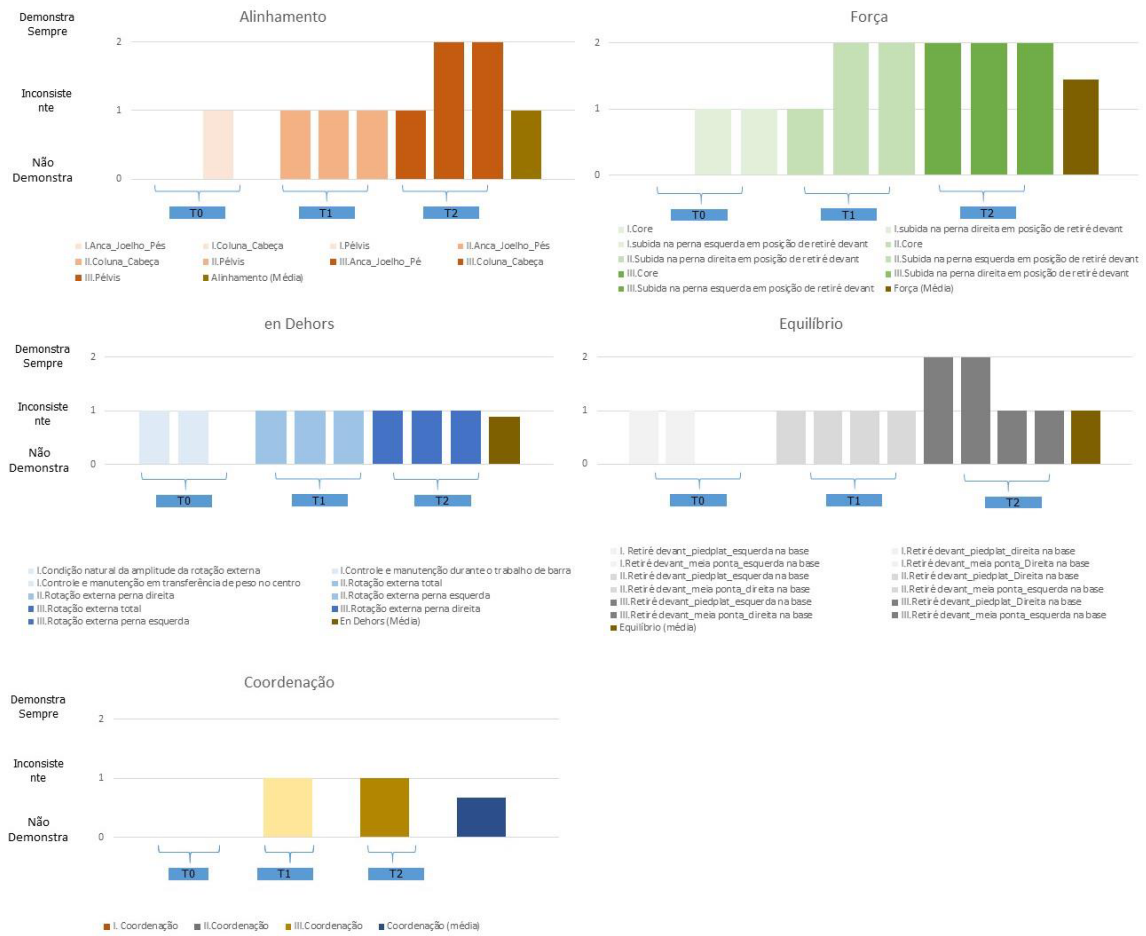 Alinhamento
Demonstra
Sempre
2
Inconsiste
nte
1
Não
Demonstra
0
T0
T1
T2
I.Anca_Joelho_Pés
I.Coluna_Cabeça
I.Pélvis
II.Anca_Joelho_Pés
II.Coluna_Cabeça
II.Pélvis
III.Anca_Joelho_Pé
III.Coluna_Cabeça
III.Pélvis
Alinhamento (Média)
Força
2
1
0
T0
T1
T2
I.Core
I.subida na perna direita em posição de retiré devant
I.subida na perna esquerda em posição de retiré devant
II.Core
II.Subida na perna direita em posição de retiré devant
II.Subida na perna esquerda em posição de retiré devant
III.Core
III.Subida na perna direita em posição de retiré devant
III.Subida na perna esquerda em posição de retiré devant
Força (Média)
en Dehors
Demonstra
Sempre
2
Inconsiste
nte
1
Não
Demonstra
0
T0
T1
T2
I.Condição natural da amplitude da rotação externa
I.Controle e manutenção durante o trabalho de barra
I.Controle e manutenção em transferência de peso no centro
II.Rotação externa total
II.Rotação externa perna direita
II.Rotação externa perna esquerda
III.Rotação externa total
III.Rotação externa perna direita
III.Rotação externa perna esquerda
En Dehors (Média)
Equilíbrio
2
1
0
T0
T1
T2
I. Retiré devant_piedplat_esquerda na base
I.Retiré devant_piedplat_direita na base
I.Retiré devant_meia ponta_esquerda na base
I.Retiré devant_meia ponta_Direita na base
II.Retiré devant_piedplat_esquerda na base
II.Retiré devant_piedplat_Direita na base
II.Retiré devant_meia ponta_direita na base
II.Retiré devant_meia ponta_esquerda na base
III.Retiré devant_piedplat_esquerda na base
III.Retiré devant_piedplat_Direita na base
III.Retiré devant_meia ponta_direita na base
III.Retiré devant_meia ponta_esquerda na base
Equilíbrio (média)
Coordenação
Demonstra
Sempre
2
Inconsiste
nte
1
Não
Demonstra
0
T0
T1
T2
I. Coordenação
II.Coordenação
III.Coordenação
Coordenação (média)